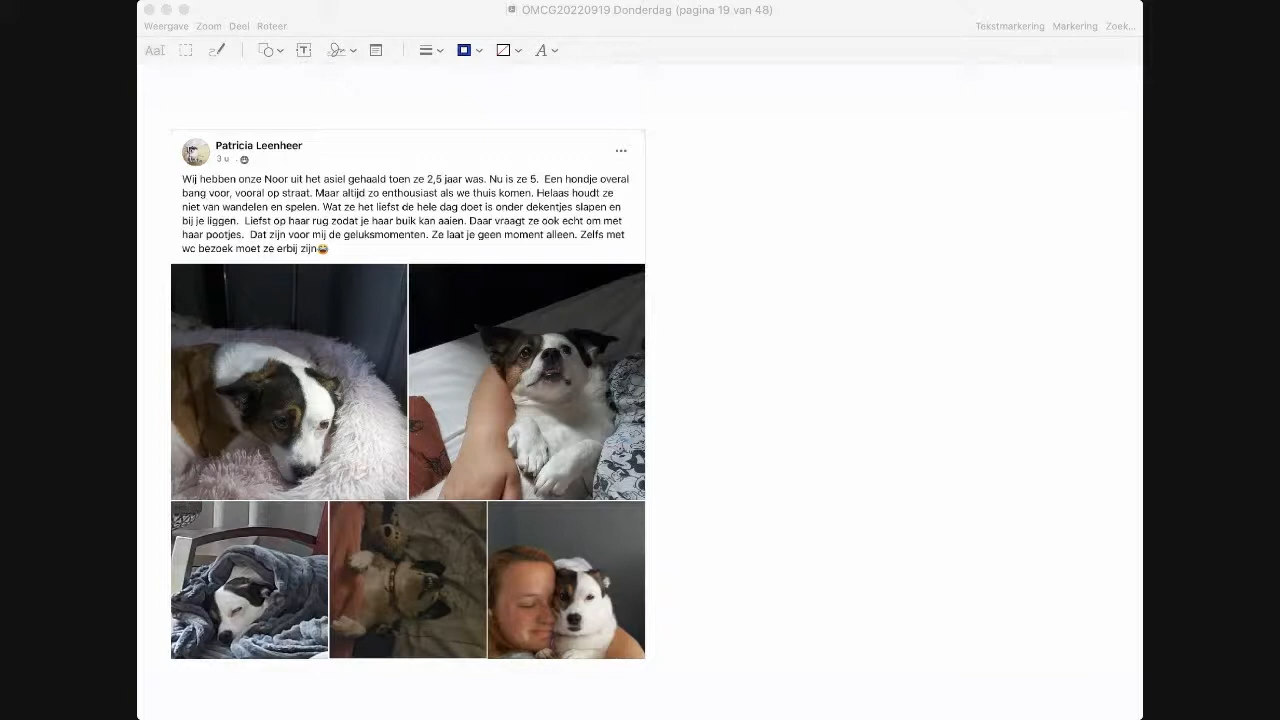 OMCG20220919 Donderdag (pagina 19 van 48)
Weergave Zoom Deel Roteer Tekstmarkering Markering Zoek...
AaI T A
Patricia Leenheer
3 u .
Wij hebben onze Noor uit het asiel gehaald toen ze 2,5 jaar was. Nu is ze 5. Een hondje overal
bang voor, vooral op straat. Maar altijd zo enthousiast als we thuis komen. Helaas houdt ze
niet van wandelen en spelen. Wat ze het liefst de hele dag doet is onder dekentjes slapen en
bij je liggen. Liefst op haar rug zodat je haar buik kan aaien. Daar vraagt ze ook echt om met
haar pootjes. Dat zijn voor mij de geluksmomenten. Ze laat je geen moment alleen. Zelfs met
wc bezoek moet ze erbij zijn😂